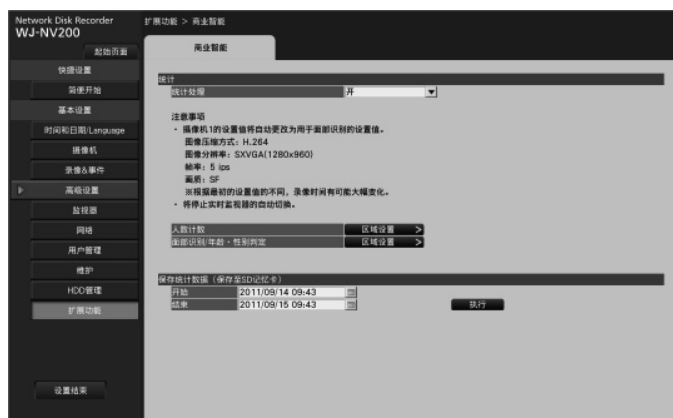 Network Disk Recorder
WJ-NV200
扩展功能 > 商业智能
起始页面
商业智能
快捷设置
简便开始
基本设置
时间和日期/Language
摄像机
录像&事件
高级设置
监视器
网络
用户管理
维护
HDD管理
扩展功能
设置结束
统计
统计处理 开
注意事项
· 摄像机1的设置值将自动更改为用于面部识别的设置值。
图像压缩方式: H.264
图像分辨率: SXVGA(1280x960)
帧率: 5 ips
画质: SF
※根据最初的设置值的不同，录像时间有可能大幅变化。
· 将停止实时监视器的自动切换。
人数计数 区域设置 >
面部识别/年龄·性别判定 区域设置 >
保存统计数据（保存至SD记忆卡）
开始 2011/09/14 09:43
结束 2011/09/15 09:43 执行